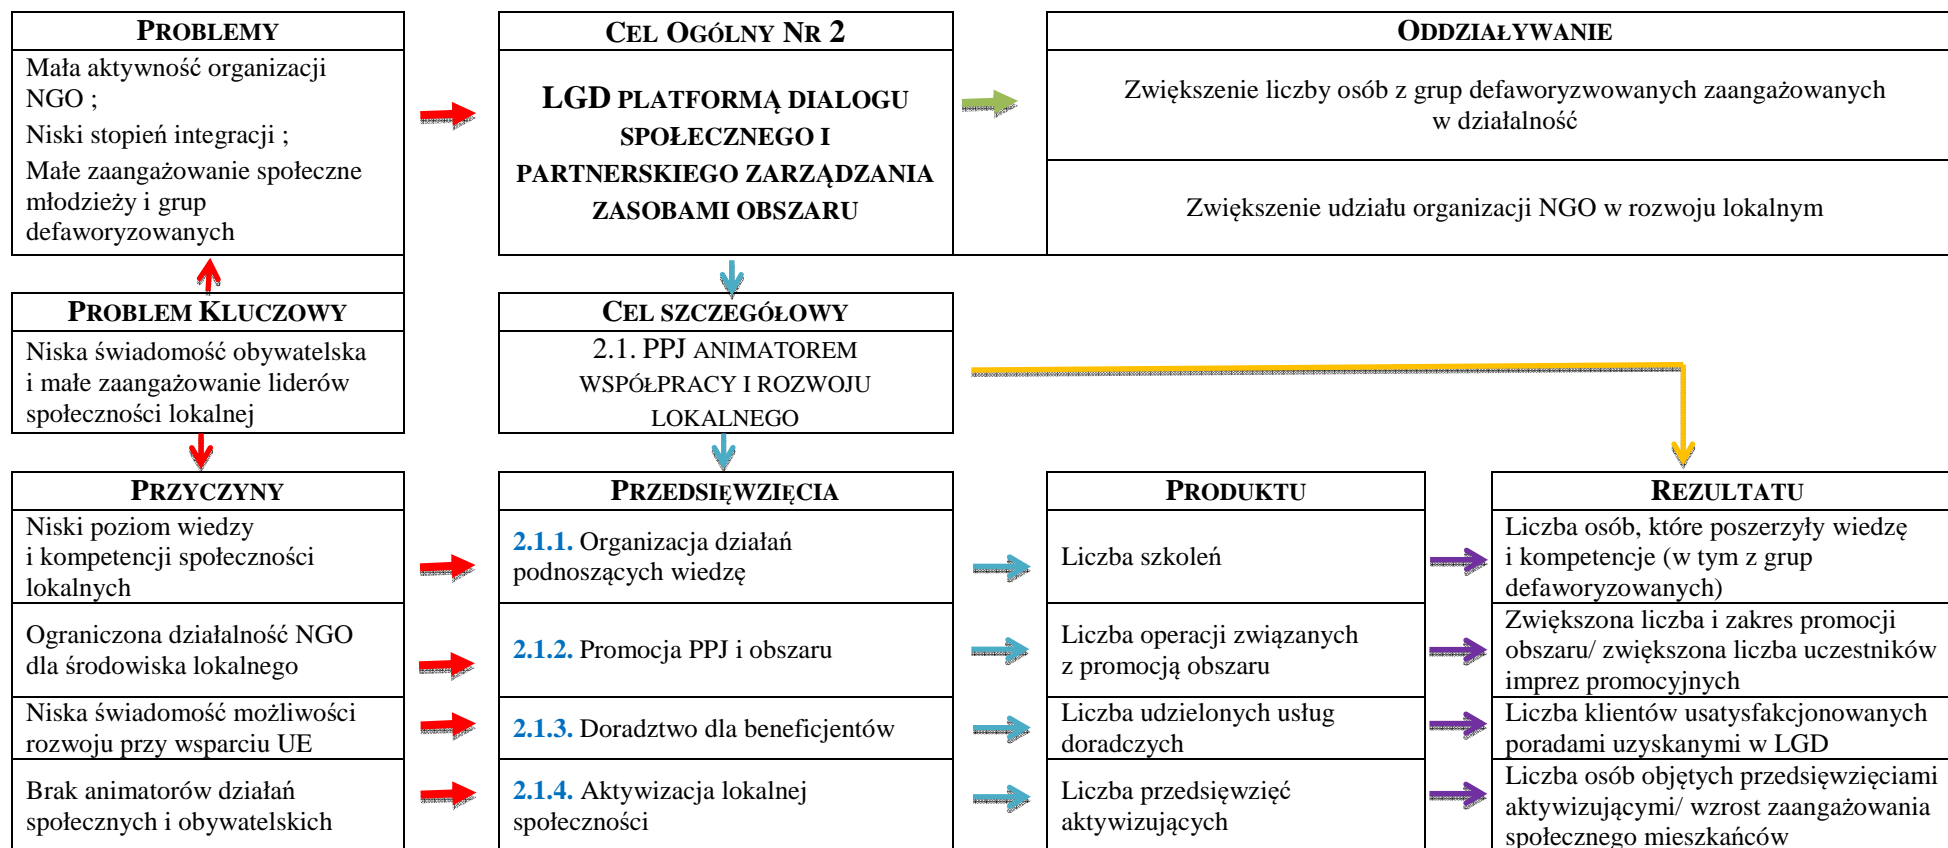 PROBLEMY
Mała aktywność organizacji
NGO ;
Niski stopień integracji ;
Małe zaangażowanie społeczne
młodzieży i grup
defaworyzowanych
CEL OGÓLNY NR 2
LGD PLATFORMĄ DIALOGU
SPOŁECZNEGO I
PARTNERSKIEGO ZARZĄDZANIA
ZASOBAMI OBSZARU
ODDZIAŁYWANIE
Zwiększenie liczby osób z grup defaworyzwowanych zaangażowanych
w działalność
Zwiększenie udziału organizacji NGO w rozwoju lokalnym
PROBLEM KLUCZOWY
Niska świadomość obywatelska
i małe zaangażowanie liderów
społeczności lokalnej
CEL SZCZEGÓŁOWY
2.1. PPJ ANIMATOREM
WSPÓŁPRACY I ROZWOJU
LOKALNEGO
PRZYCZYNY
PRZEDSIĘWZIĘCIA
PRODUKTU
REZULTATU
Niski poziom wiedzy
i kompetencji społeczności
lokalnych
2.1.1. Organizacja działań
podnoszących wiedzę
Liczba szkoleń
Liczba osób, które poszerzyły wiedzę
i kompetencje (w tym z grup
defaworyzowanych)
Ograniczona działalność NGO
dla środowiska lokalnego
2.1.2. Promocja PPJ i obszaru
Liczba operacji związanych
z promocją obszaru
Zwiększona liczba i zakres promocji
obszaru/ zwiększona liczba uczestników
imprez promocyjnych
Niska świadomość możliwości
rozwoju przy wsparciu UE
2.1.3. Doradztwo dla beneficjentów
Liczba udzielonych usług
doradczych
Liczba klientów usatysfakcjonowanych
poradami uzyskanymi w LGD
Brak animatorów działań
społecznych i obywatelskich
2.1.4. Aktywizacja lokalnej
społeczności
Liczba przedsięwzięć
aktywizujących
Liczba osób objętych przedsięwzięciami
aktywizującymi/ wzrost zaangażowania
społecznego mieszkańców